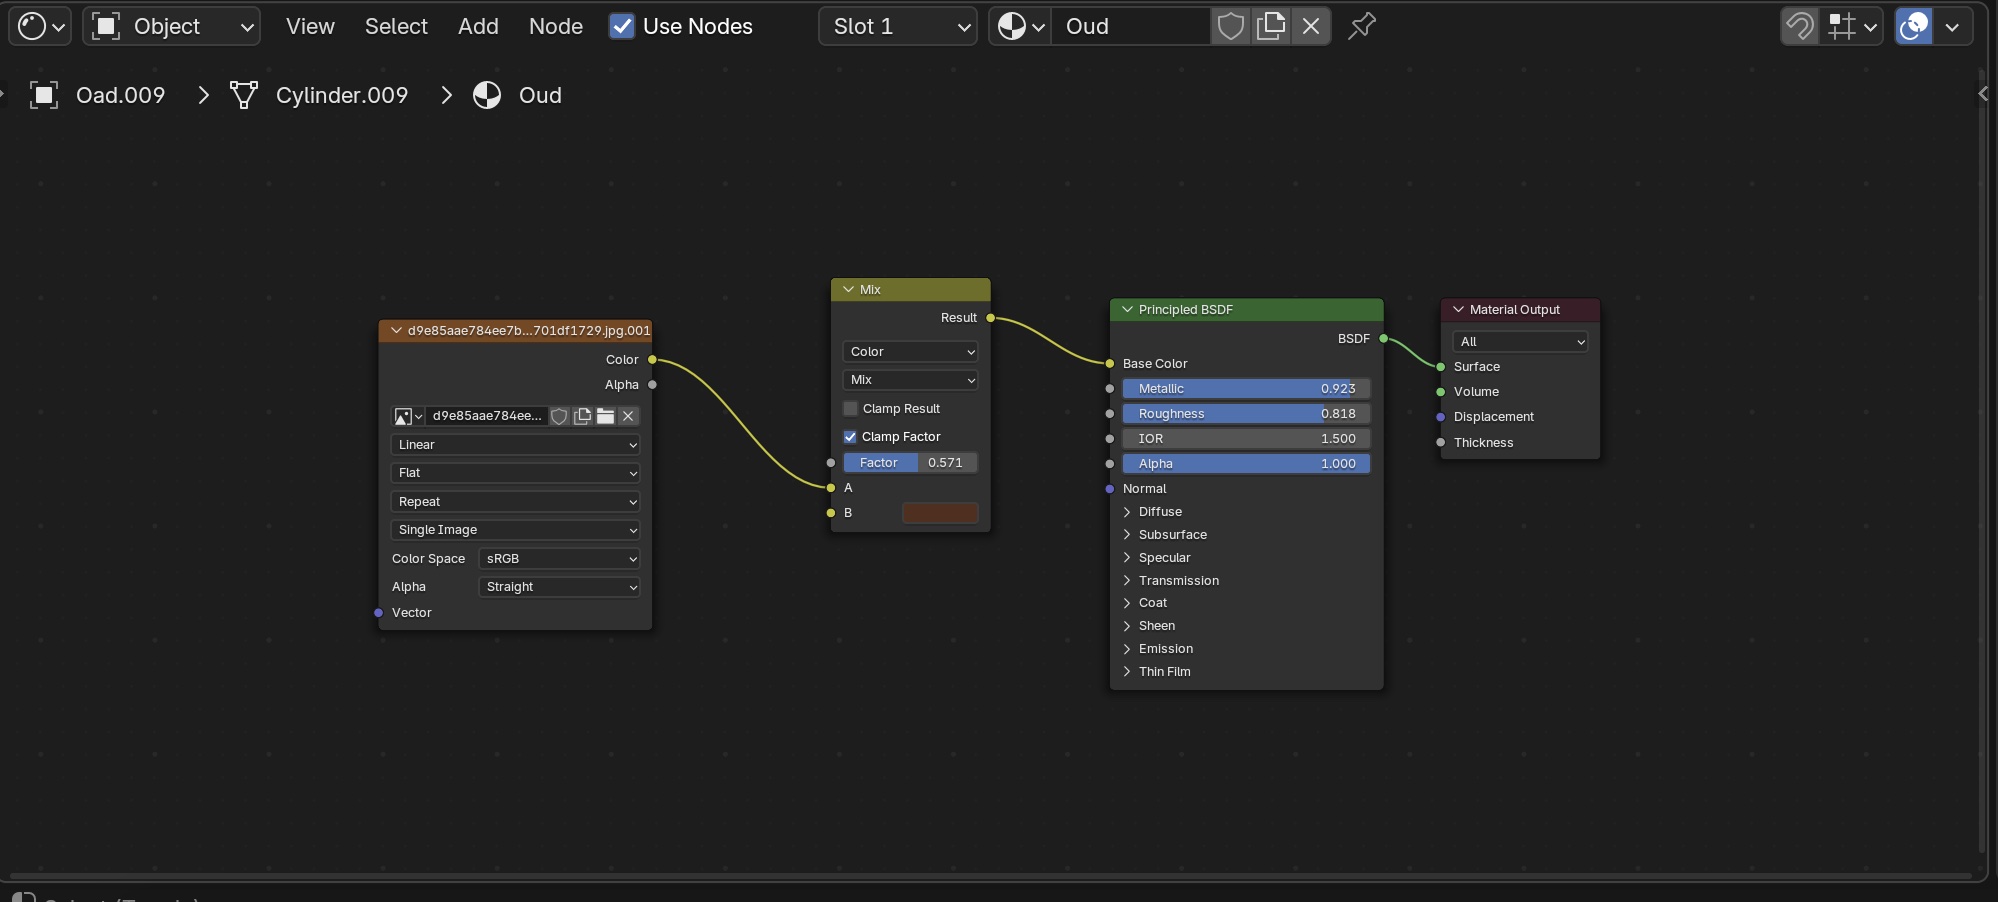 Object View Select Add Node Use Nodes Slot 1 Oud
Oad.009 Cylinder.009 Oud
d9e85aae784ee7b...701df1729.jpg.001
Color
Alpha
d9e85aae784ee...
Linear
Flat
Repeat
Single Image
Color Space sRGB
Alpha Straight
Vector
Mix
Result
Color
Mix
Clamp Result
Clamp Factor
Factor 0.571
A
B
Principled BSDF
BSDF
Base Color
Metallic 0.923
Roughness 0.818
IOR 1.500
Alpha 1.000
Normal
Diffuse
Subsurface
Specular
Transmission
Coat
Sheen
Emission
Thin Film
Material Output
All
Surface
Volume
Displacement
Thickness